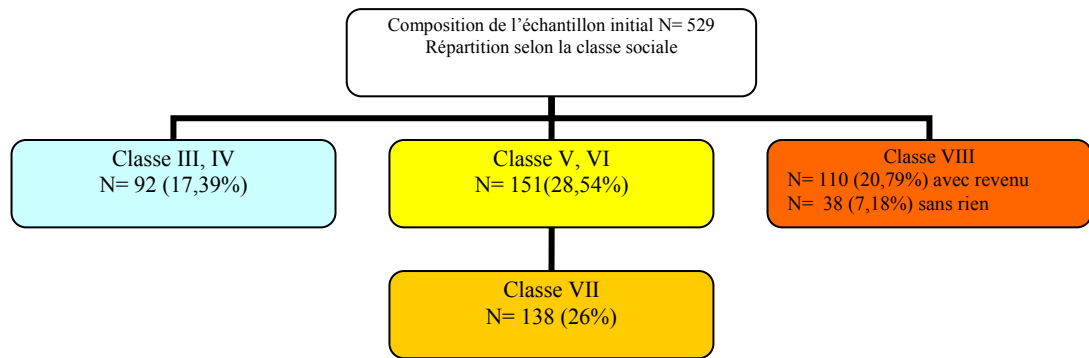 Composition de l’échantillon initial N= 529
Répartition selon la classe sociale
Classe III, IV
N= 92 (17,39%)
Classe V, VI
N= 151(28,54%)
Classe VIII
N= 110 (20,79%) avec revenu
N=  38 (7,18%) sans rien
Classe VII
N= 138 (26%)